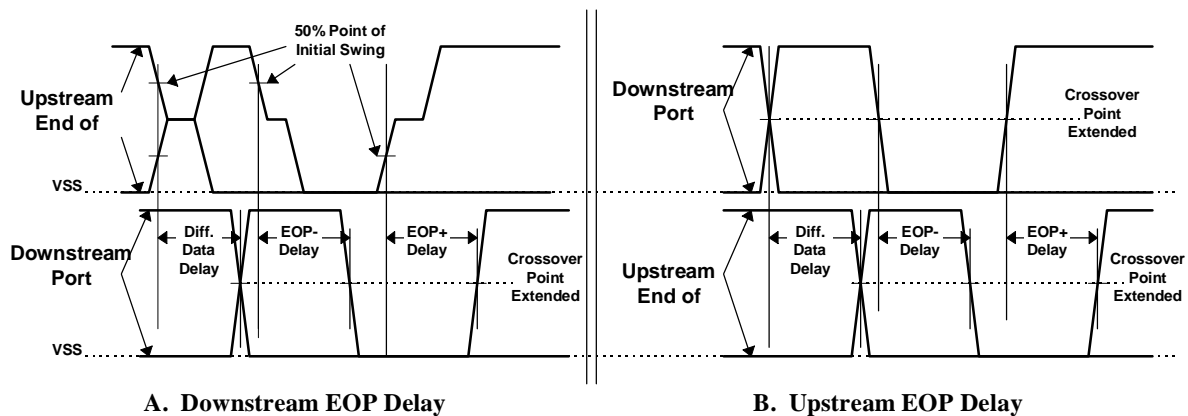 50% Point of
Initial Swing
Upstream
End of
VSS
Downstream
Port
Diff.
Data
Delay
EOP-
Delay
EOP+
Delay
Crossover
Point
Extended
VSS
A. Downstream EOP Delay
Downstream
Port
Crossover
Point
Extended
VSS
Upstream
End of
Diff.
Data
Delay
EOP-
Delay
EOP+
Delay
Crossover
Point
Extended
VSS
B. Upstream EOP Delay